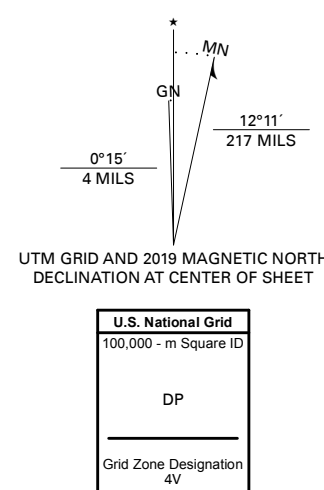 ★
MN
GN
12°11´
217 MILS
0°15´
4 MILS
UTM GRID AND 2019 MAGNETIC NORTH
DECLINATION AT CENTER OF SHEET
U.S. National Grid
100,000 - m Square ID
DP
Grid Zone Designation
4V